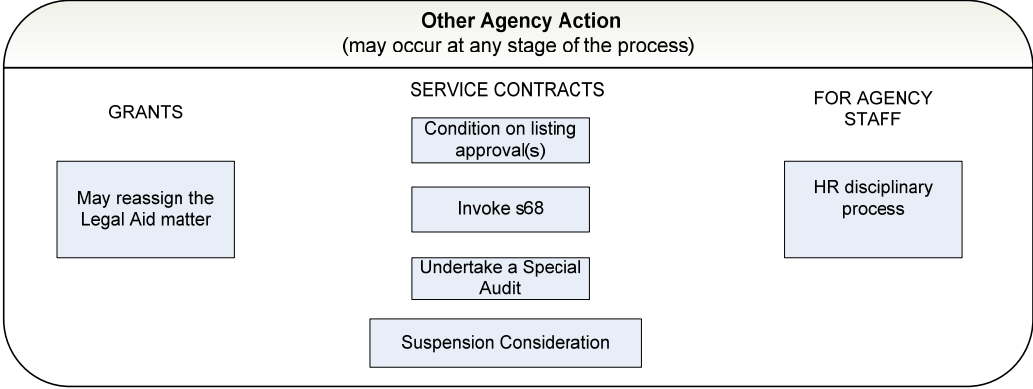 Other Agency Action
(may occur at any stage of the process)
GRANTS
May reassign the
Legal Aid matter
SERVICE CONTRACTS
Condition on listing
approval(s)
Invoke s68
Undertake a Special
Audit
Suspension Consideration
FOR AGENCY
STAFF
HR disciplinary
process